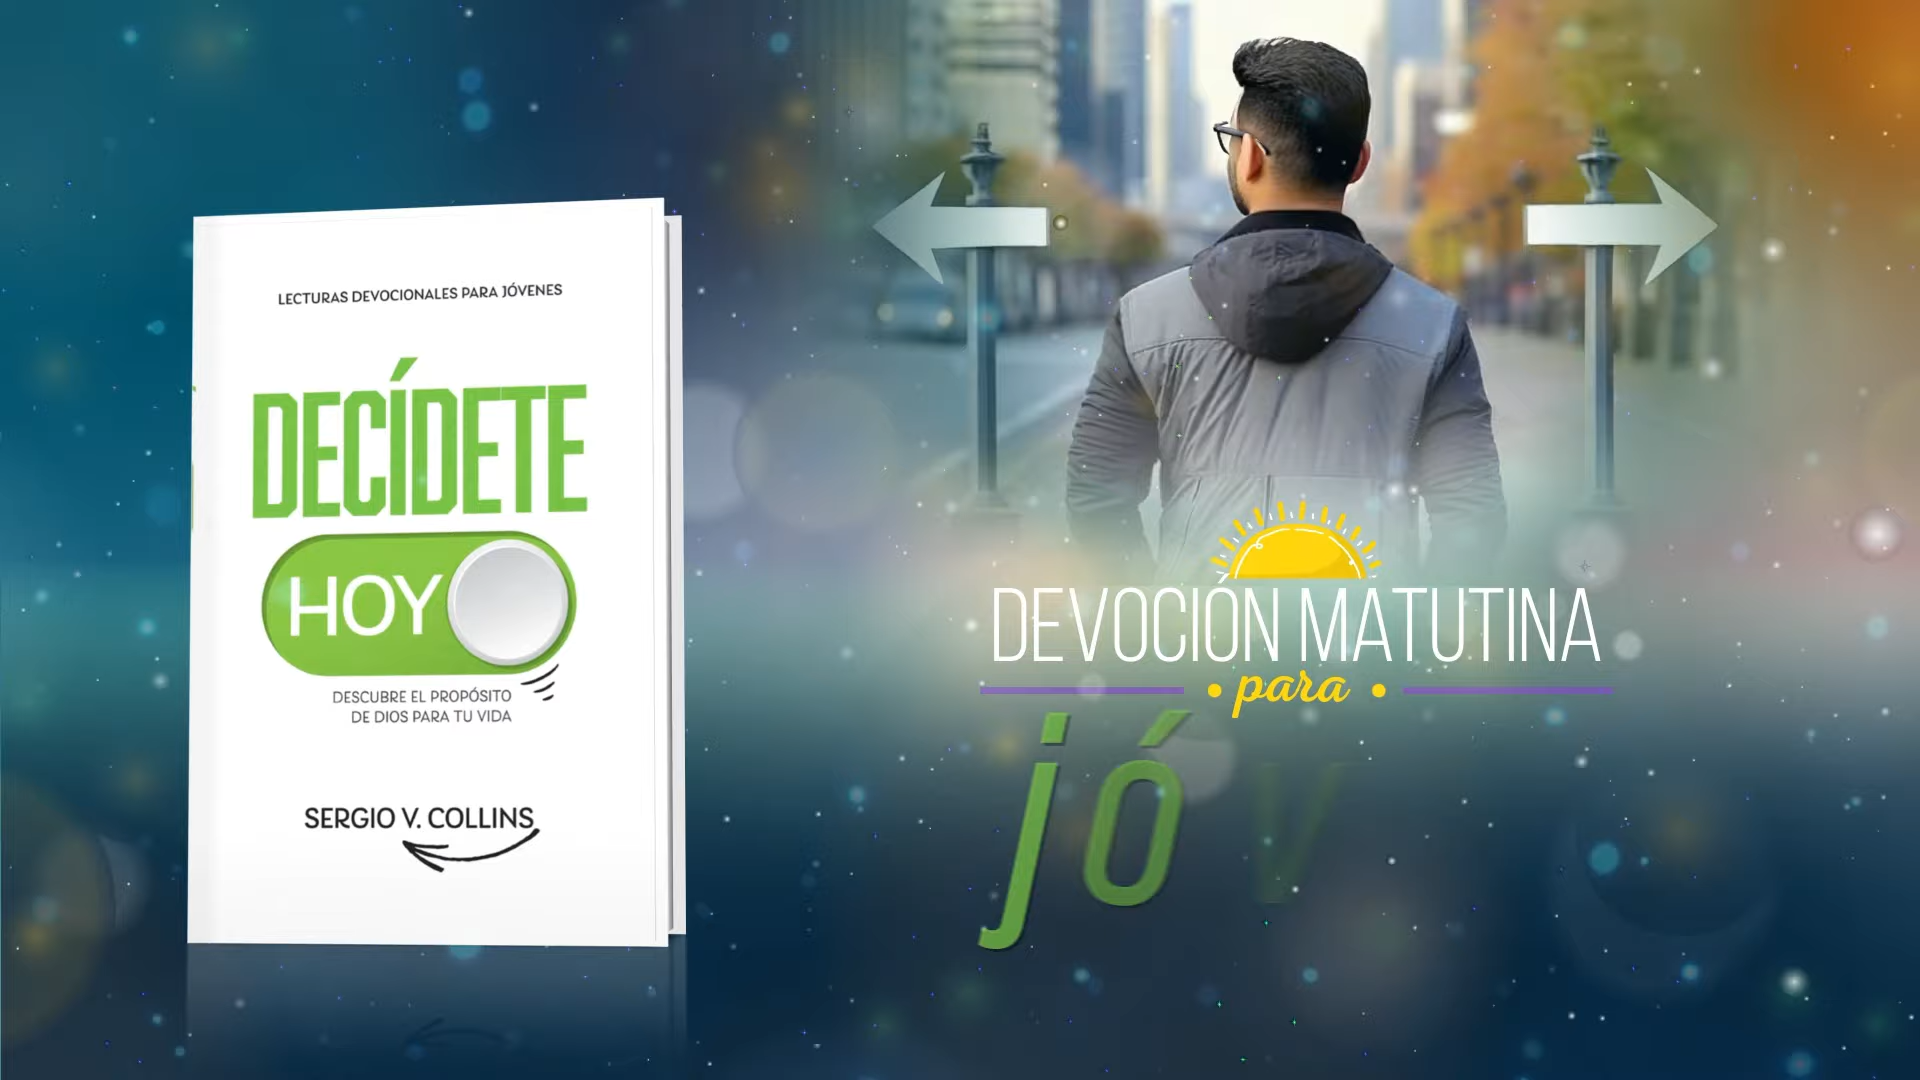 LECTURAS DEVOCIONALES PARA JÓVENES
DECÍDETE
HOY
DESCUBRE EL PROPÓSITO
DE DIOS PARA TU VIDA
SERGIO V. COLLINS
DEVOCIÓN MATUTINA
para
jóv